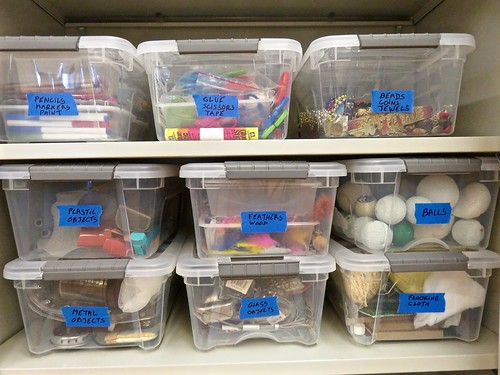 PENCILS
MARKERS
PAINT
GLUE
SCISSORS
TAPE
BEADS
COINS
JEWELS
PLASTIC
OBJECTS
FEATHERS
WOOD
BALLS
METAL
OBJECTS
GLASS
OBJECTS
CLOTH